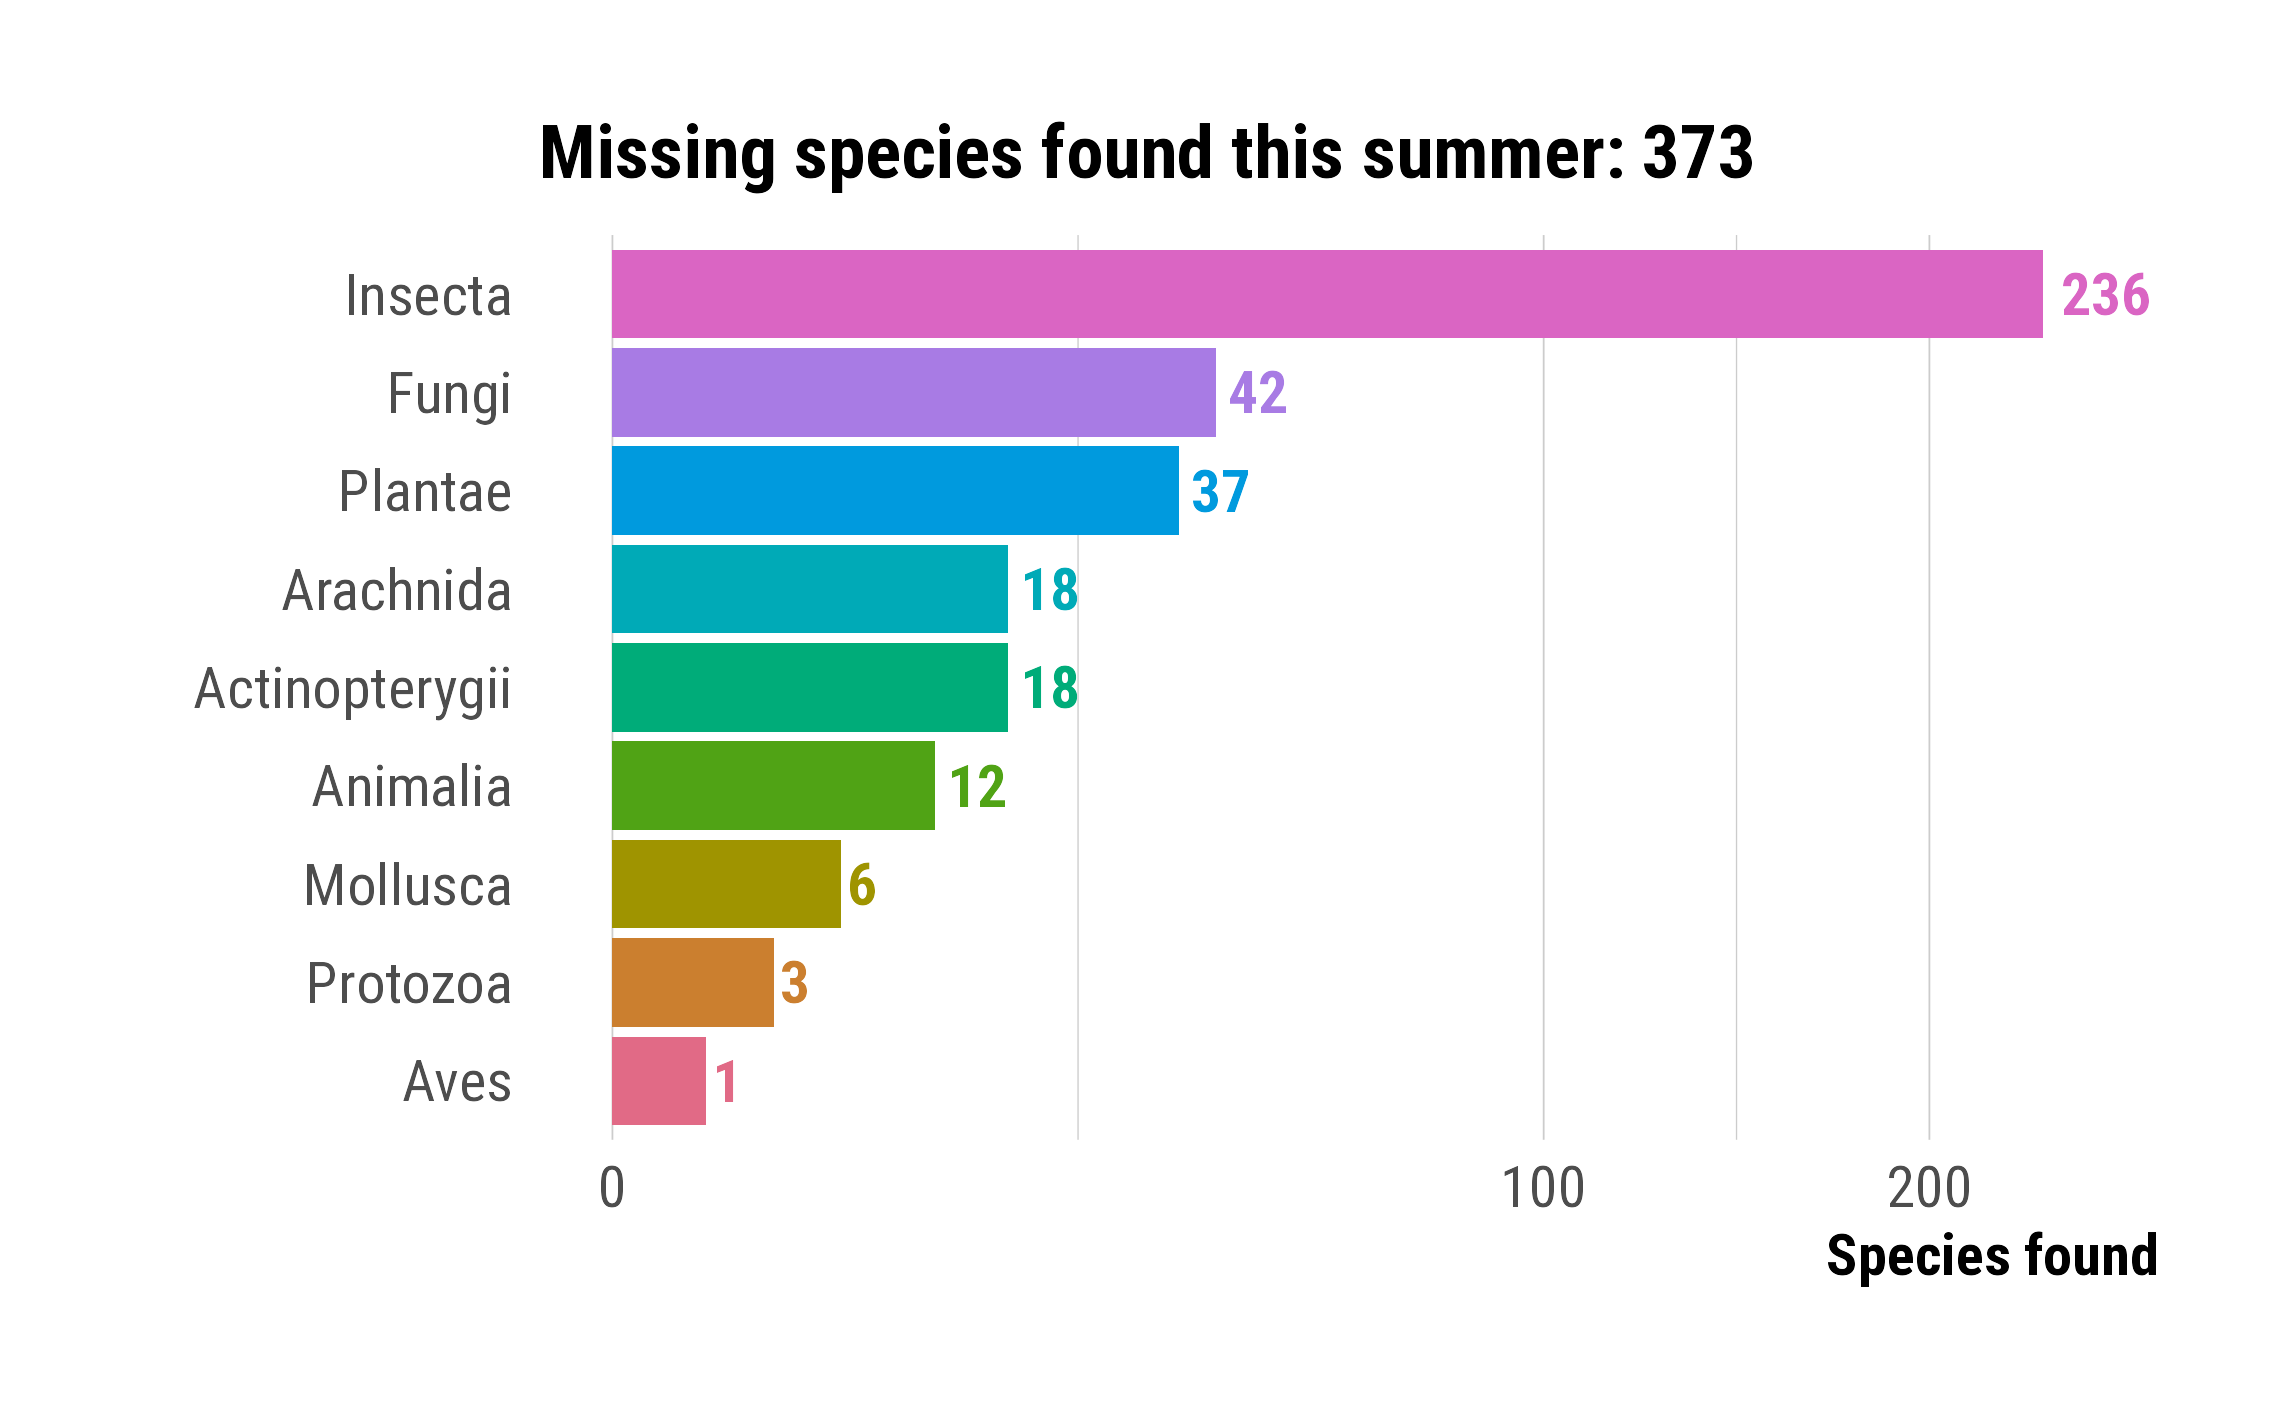 Missing species found this summer: 373
Insecta 236
Fungi 42
Plantae 37
Arachnida 18
Actinopterygii 18
Animalia 12
Mollusca 6
Protozoa 3
Aves 1
0 100 200
Species found